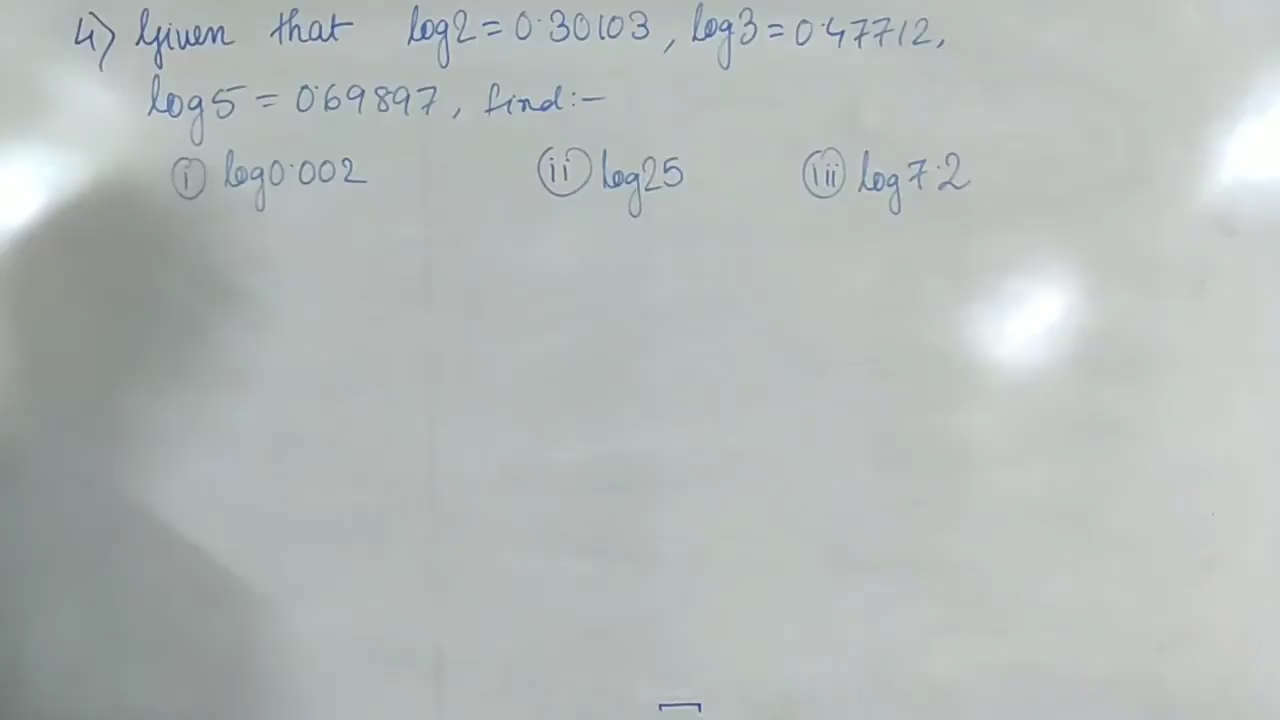 4) Given that log2 = 0·30103, log3 = 0·47712,
log5 = 0·69897, find:-
(i) log0·002 (ii) log25 (iii) log7·2